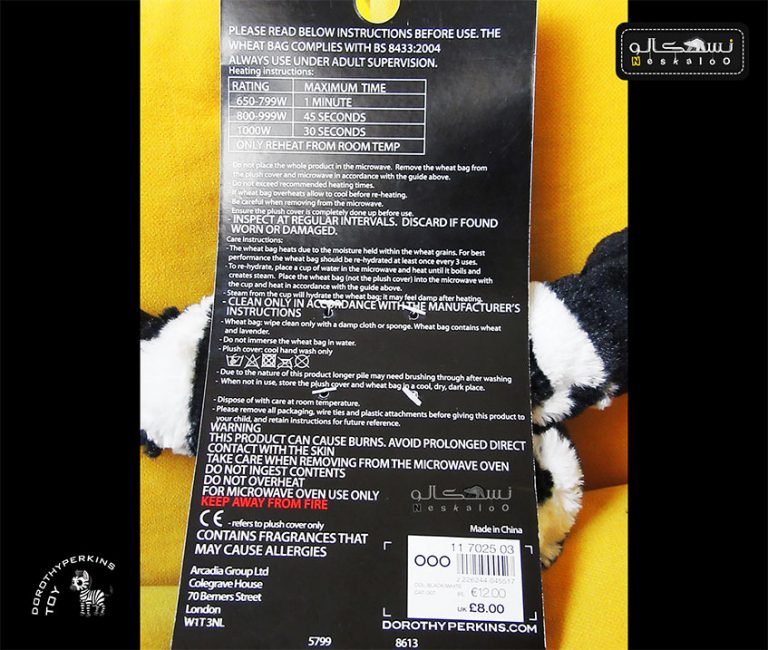 نسکالو
Neskaloo
PLEASE READ BELOW INSTRUCTIONS BEFORE USE. THE
WHEAT BAG COMPLIES WITH BS 8433:2004
ALWAYS USE UNDER ADULT SUPERVISION.
Heating instructions:
RATING MAXIMUM TIME
650-799W 1 MINUTE
800-999W 45 SECONDS
1000W 30 SECONDS
ONLY REHEAT FROM ROOM TEMP
- Do not place the whole product in the microwave. Remove the wheat bag from
the plush cover and microwave in accordance with the guide above.
- Do not exceed recommended heating times.
- If wheat bag overheats allow to cool before re-heating.
- Be careful when removing from the microwave.
- Ensure the plush cover is completely done up before use.
- INSPECT AT REGULAR INTERVALS. DISCARD IF FOUND
WORN OR DAMAGED.
Care Instructions:
- The wheat bag heats due to the moisture held within the wheat grains. For best
performance the wheat bag should be re-hydrated at least once every 3 uses.
- To re-hydrate, place a cup of water in the microwave and heat until it boils and
creates steam. Place the wheat bag (not the plush cover) into the microwave with
the cup and heat in accordance with the guide above.
- Steam from the cup will hydrate the wheat bag; it may feel damp after heating.
- CLEAN ONLY IN ACCORDANCE WITH THE MANUFACTURER'S
INSTRUCTIONS
- Wheat bag: wipe clean only with a damp cloth or sponge. Wheat bag contains wheat
and lavender.
- Do not immerse the wheat bag in water.
- Plush cover: cool hand wash only
- Due to the nature of this product longer pile may need brushing through after washing
- When not in use, store the plush cover and wheat bag in a cool, dry, dark place.
- Dispose of with care at room temperature.
- Please remove all packaging, wire ties and plastic attachments before giving this product to
your child, and retain instructions for future reference.
WARNING
THIS PRODUCT CAN CAUSE BURNS. AVOID PROLONGED DIRECT
CONTACT WITH THE SKIN
TAKE CARE WHEN REMOVING FROM THE MICROWAVE OVEN
DO NOT INGEST CONTENTS
DO NOT OVERHEAT
FOR MICROWAVE OVEN USE ONLY
KEEP AWAY FROM FIRE
نسکالو
Neskaloo
CE - refers to plush cover only
Made in China
CONTAINS FRAGRANCES THAT
MAY CAUSE ALLERGIES
Arcadia Group Ltd
Colegrave House
70 Berners Street
London
W1T 3NL
11 7025 03
OOO
€12.00
UK £8.00
DOROTHYPERKINS.COM
5799 8613
DOROTHYPERKINS
TOY